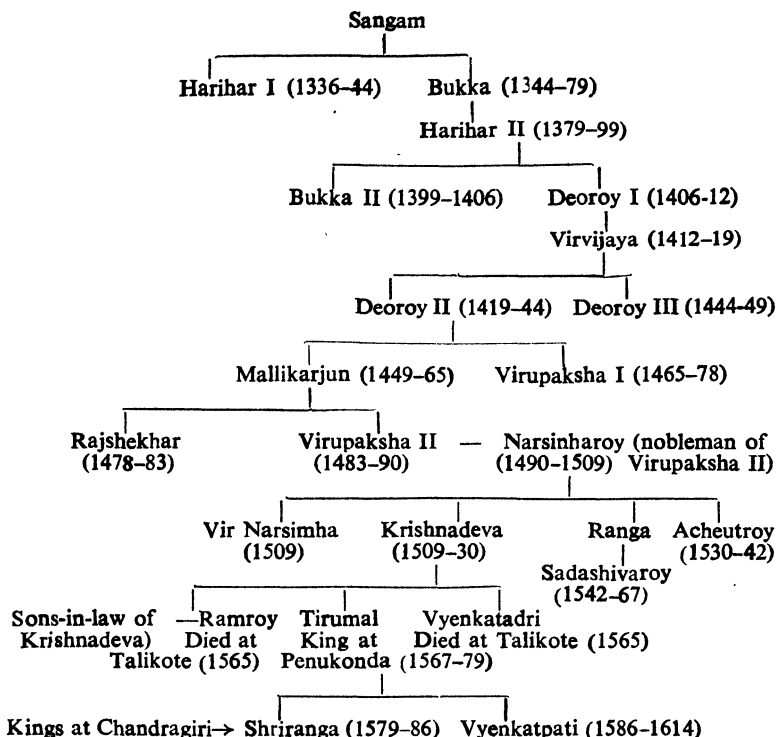 Sangam
Harihar I (1336–44) Bukka (1344–79)
Harihar II (1379–99)
Bukka II (1399–1406) Deoroy I (1406-12)
Virvijaya (1412–19)
Deoroy II (1419–44) Deoroy III (1444-49)
Mallikarjun (1449–65) Virupaksha I (1465–78)
Rajshekhar Virupaksha II — Narsinharoy (nobleman of
(1478–83) (1483–90) (1490-1509) Virupaksha II)
Vir Narsimha Krishnadeva Ranga Acheutroy
(1509) (1509–30) (1530–42)
Sadashivaroy
(1542–67)
Sons-in-law of —Ramroy Tirumal Vyenkatadri
Krishnadeva) Died at King at Died at Talikote (1565)
Talikote (1565) Penukonda (1567–79)
Kings at Chandragiri→ Shriranga (1579–86) Vyenkatpati (1586-1614)